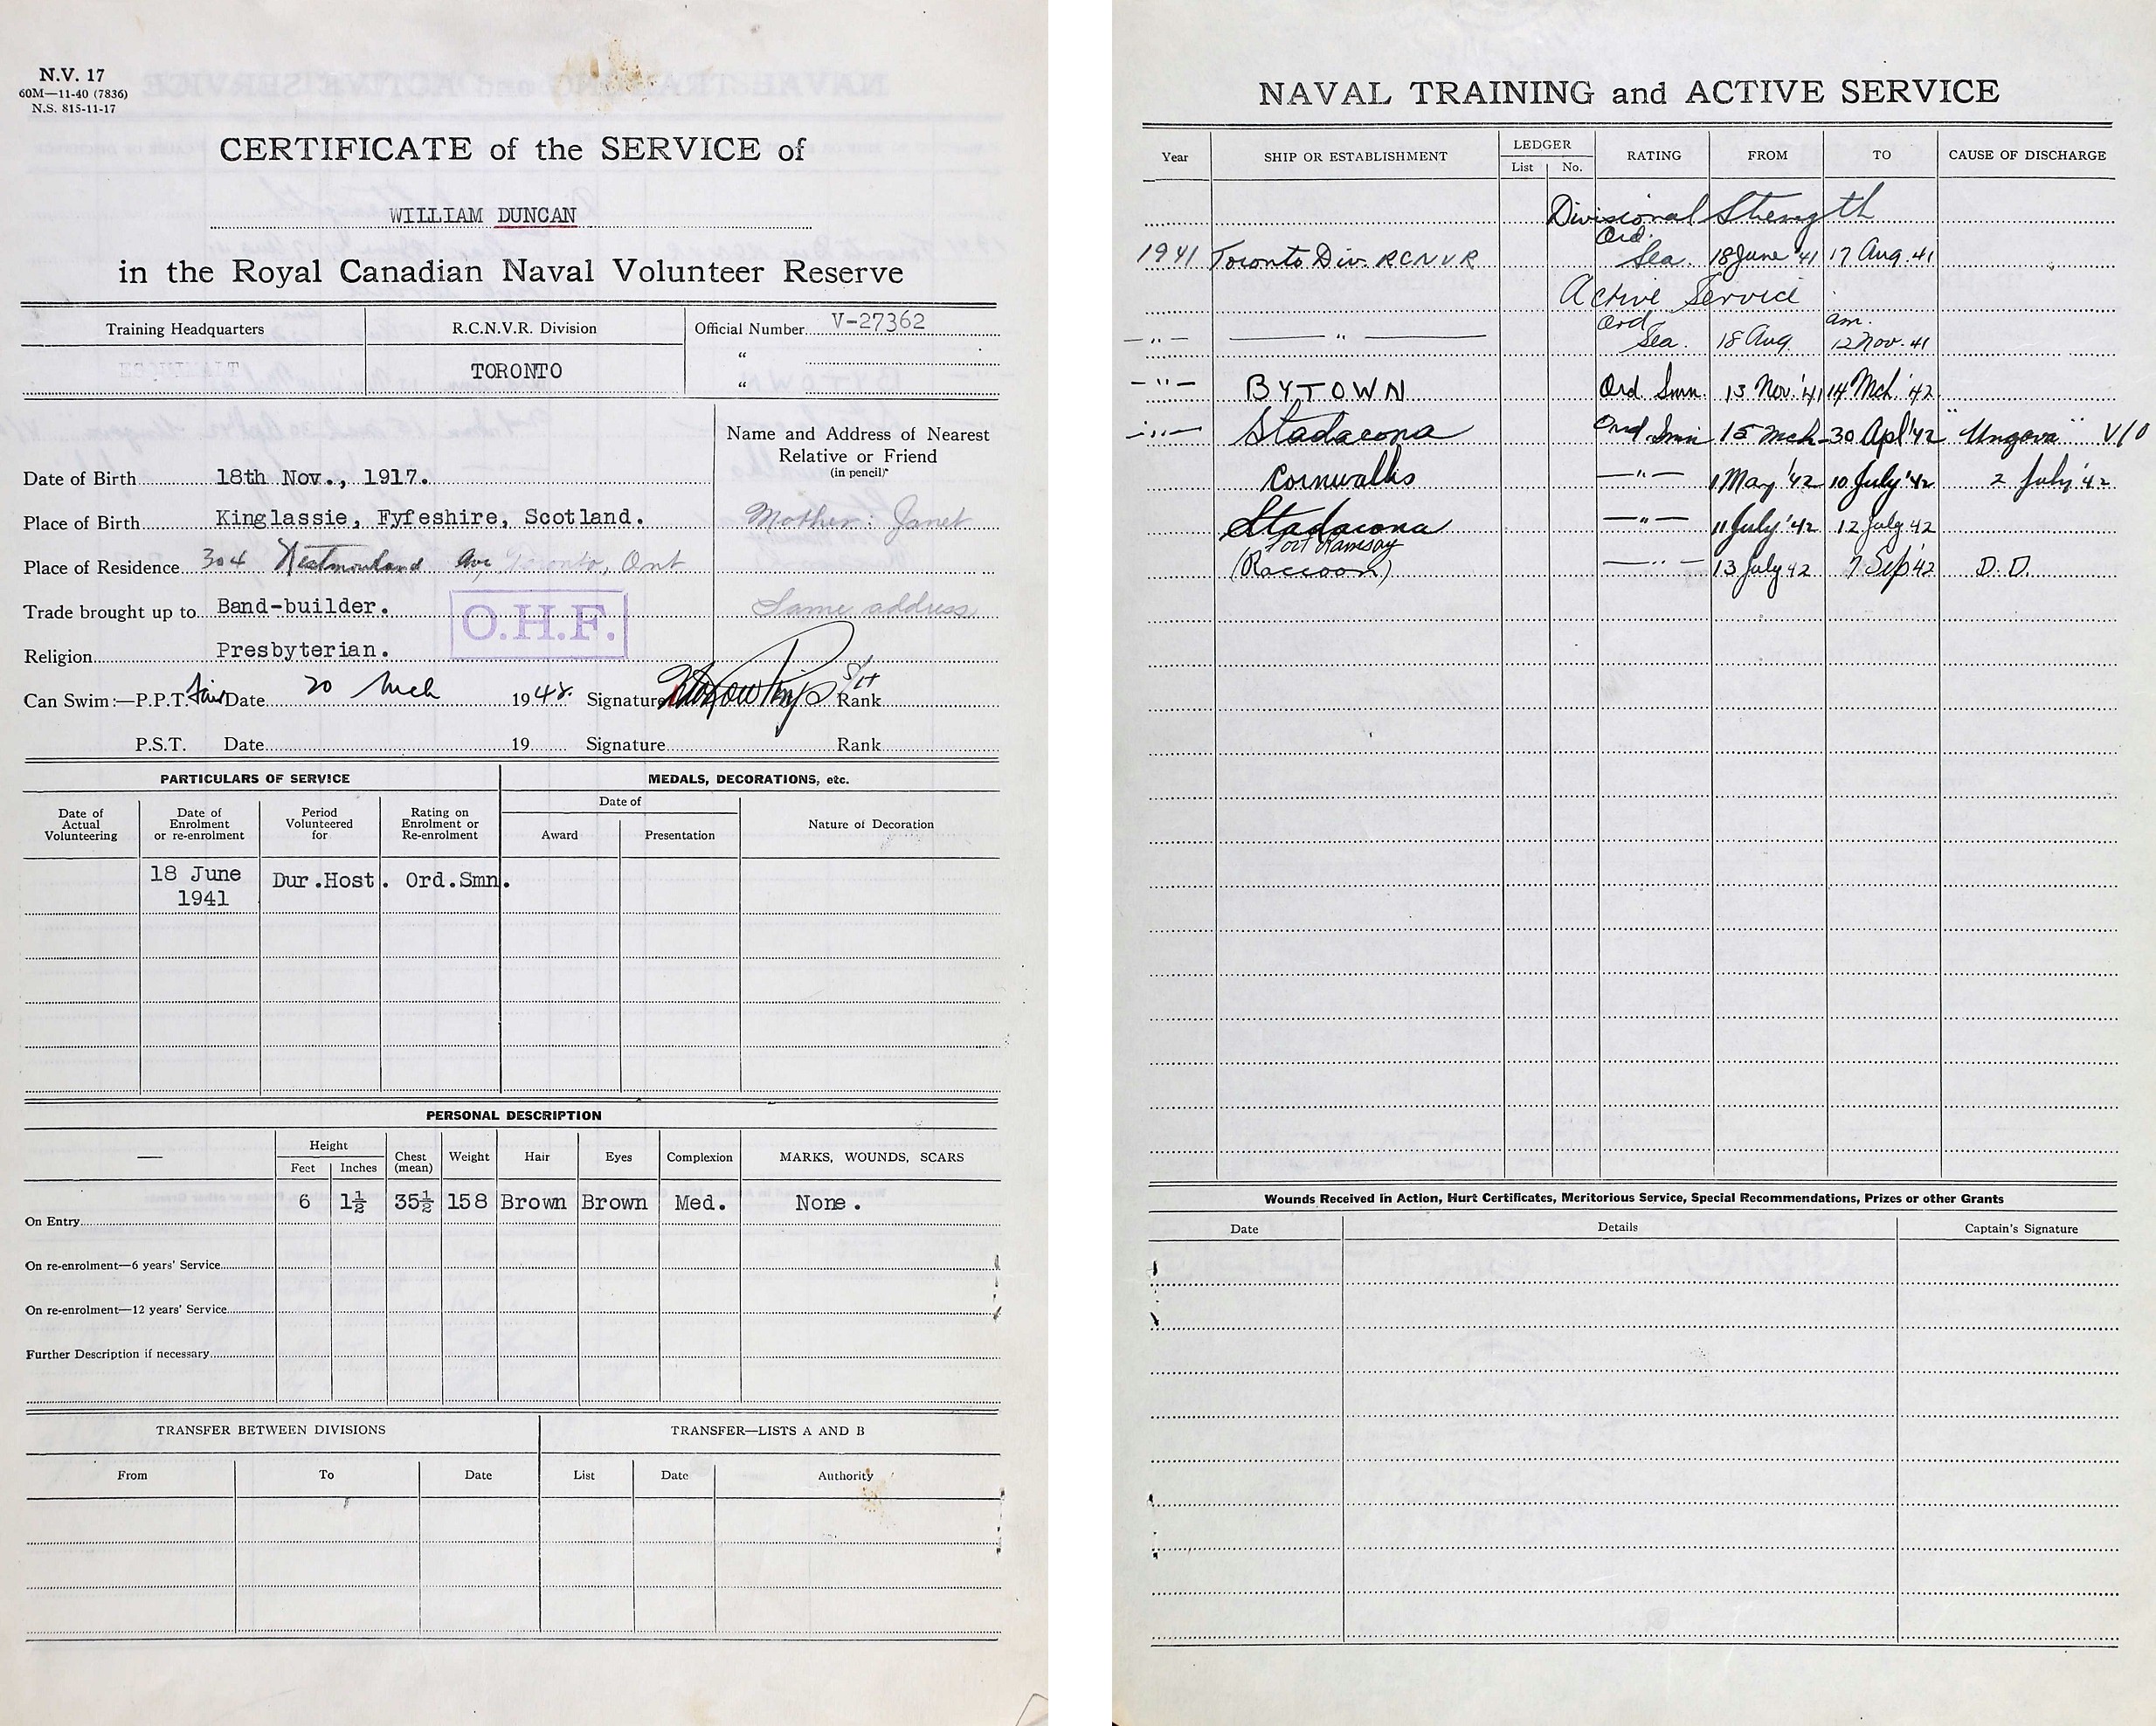 N.V. 17
60M—11-40 (7836)
N.S. 815-11-17
CERTIFICATE of the SERVICE of
WILLIAM DUNCAN
in the Royal Canadian Naval Volunteer Reserve
Training Headquarters R.C.N.V.R. Division Official Number V-27362
"
TORONTO
"
Name and Address of Nearest
Relative or Friend
(in pencil)
Date of Birth 18th Nov., 1917.
Place of Birth Kinglassie, Fyfeshire, Scotland. Mother: Janet
Place of Residence 304 Westmoreland Ave Toronto, Ont
Trade brought up to Band-builder. O.H.F. Same address
Religion Presbyterian.
Can Swim:—P.P.T. Fair Date 20 Mch 1942. Signature Rank
P.S.T. Date 19 Signature Rank
PARTICULARS OF SERVICE MEDALS, DECORATIONS, etc.
Date of Actual Volunteering Date of Enrolment or re-enrolment Period Volunteered for Rating on Enrolment or Re-enrolment Date of Award Presentation Nature of Decoration
18 June 1941 Dur.Host. Ord.Smn.
PERSONAL DESCRIPTION
— Height Feet Inches Chest (mean) Weight Hair Eyes Complexion MARKS, WOUNDS, SCARS
On Entry 6 1½ 35½ 158 Brown Brown Med. None.
On re-enrolment—6 years' Service
On re-enrolment—12 years' Service
Further Description if necessary
TRANSFER BETWEEN DIVISIONS TRANSFER—LISTS A AND B
From To Date List Date Authority
NAVAL TRAINING and ACTIVE SERVICE
Year SHIP OR ESTABLISHMENT LEDGER List No. RATING FROM TO CAUSE OF DISCHARGE
Divisional Strength
1941 Toronto Div. RCNVR Ord. Sea. 18 June '41 17 Aug. 41
Active Service
—"— —"— Ord Sea. 18 Aug. am. 12 Nov. 41
—"— BYTOWN Ord. Smn. 13 Nov. '41 14 Mch. '42
—"— Stadacona Ord. Smn 15 Mch 30 Apl '42 "Ungava" V/O
Cornwallis —"— 1 May '42 10 July '42 2 July '42
Stadacona —"— 11 July '42 12 July 42
Fort Ramsay
(Raccoon) —"— 13 July 42 7 Sep 42 D.D.
Wounds Received in Action, Hurt Certificates, Meritorious Service, Special Recommendations, Prizes or other Grants
Date Details Captain's Signature